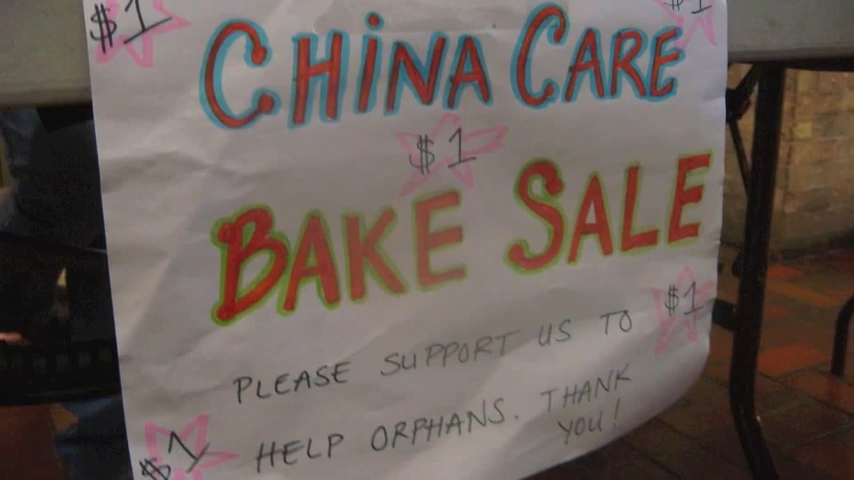 $1 $1
CHINA CARE
$1
BAKE SALE
$1
PLEASE SUPPORT US TO
HELP ORPHANS. THANK
YOU!
$1